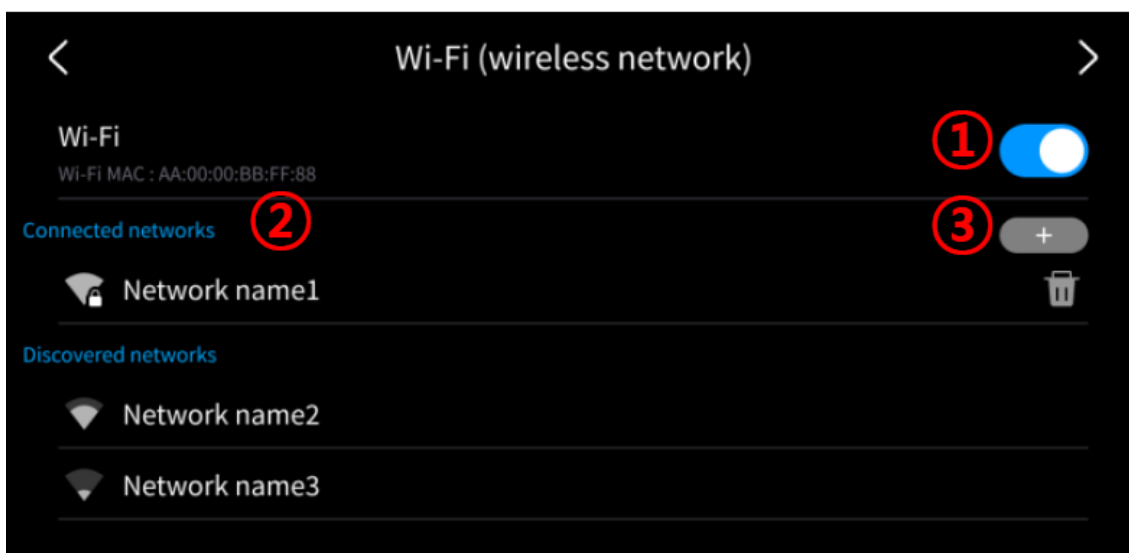 Wi-Fi (wireless network)
Wi-Fi
①
Wi-Fi MAC : AA:00:00:BB:FF:88
Connected networks ②
③ +
Network name1
Discovered networks
Network name2
Network name3